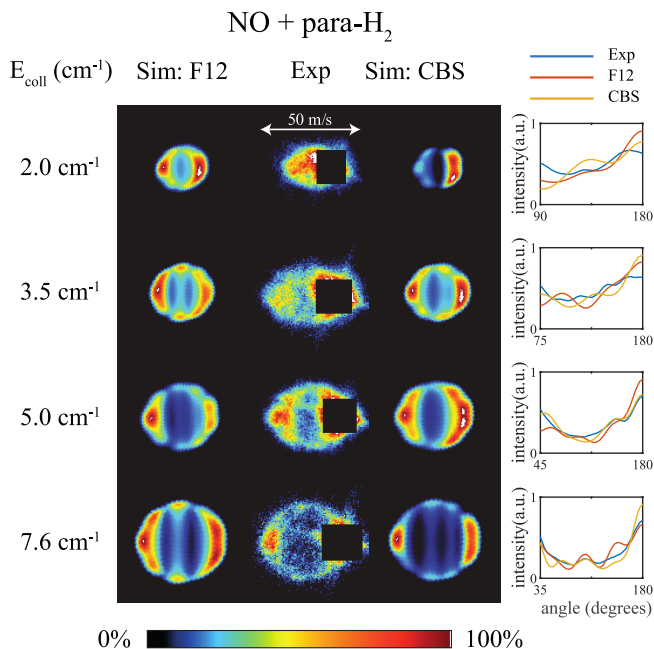 NO + para-H₂
E_coll (cm⁻¹) Sim: F12 Exp Sim: CBS
Exp
F12
CBS
50 m/s
2.0 cm⁻¹
intensity(a.u.)
1
0
90 180
3.5 cm⁻¹
intensity(a.u.)
1
0
75 180
5.0 cm⁻¹
intensity(a.u.)
1
0
45 180
7.6 cm⁻¹
intensity(a.u.)
1
0
35 180
angle (degrees)
0% 100%